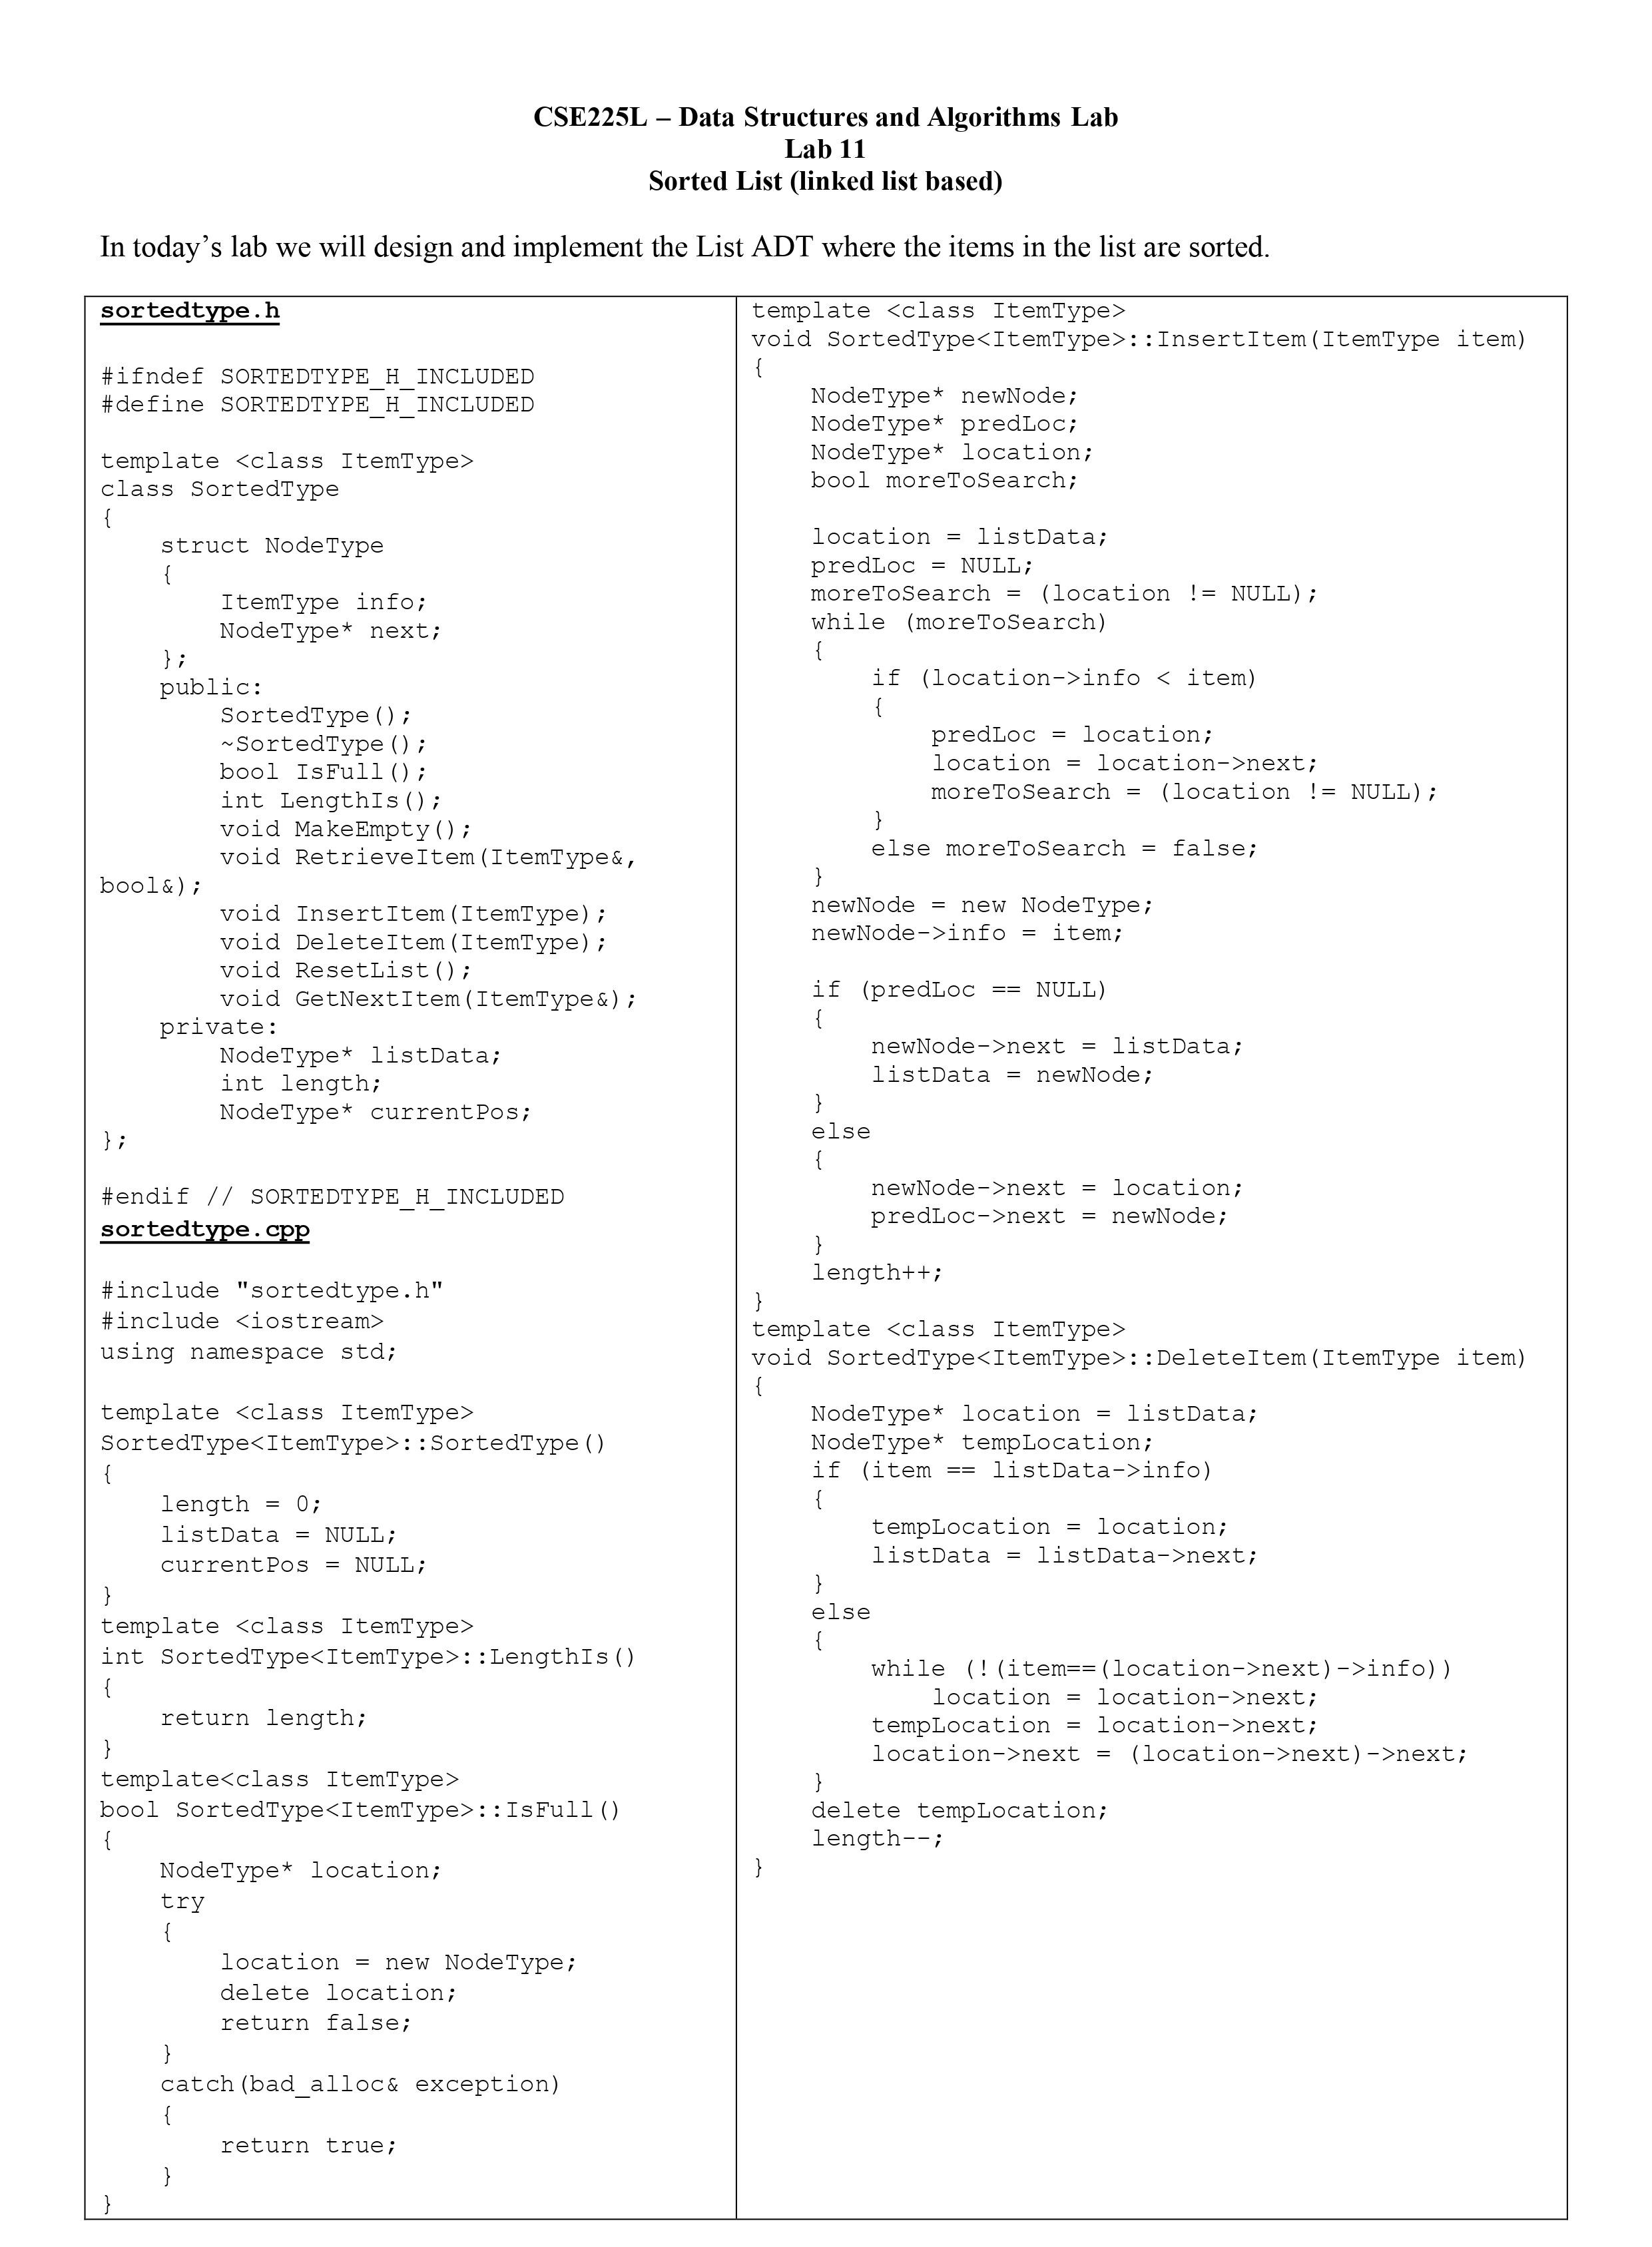 CSE225L – Data Structures and Algorithms Lab
Lab 11
Sorted List (linked list based)
In today’s lab we will design and implement the List ADT where the items in the list are sorted.
sortedtype.h
#ifndef SORTEDTYPE_H_INCLUDED
#define SORTEDTYPE_H_INCLUDED
template <class ItemType>
class SortedType
{
    struct NodeType
    {
        ItemType info;
        NodeType* next;
    };
    public:
        SortedType();
        ~SortedType();
        bool IsFull();
        int LengthIs();
        void MakeEmpty();
        void RetrieveItem(ItemType&,
bool&);
        void InsertItem(ItemType);
        void DeleteItem(ItemType);
        void ResetList();
        void GetNextItem(ItemType&);
    private:
        NodeType* listData;
        int length;
        NodeType* currentPos;
};
#endif // SORTEDTYPE_H_INCLUDED
sortedtype.cpp
#include "sortedtype.h"
#include <iostream>
using namespace std;
template <class ItemType>
SortedType<ItemType>::SortedType()
{
    length = 0;
    listData = NULL;
    currentPos = NULL;
}
template <class ItemType>
int SortedType<ItemType>::LengthIs()
{
    return length;
}
template<class ItemType>
bool SortedType<ItemType>::IsFull()
{
    NodeType* location;
    try
    {
        location = new NodeType;
        delete location;
        return false;
    }
    catch(bad_alloc& exception)
    {
        return true;
    }
}
template <class ItemType>
void SortedType<ItemType>::InsertItem(ItemType item)
{
    NodeType* newNode;
    NodeType* predLoc;
    NodeType* location;
    bool moreToSearch;
    location = listData;
    predLoc = NULL;
    moreToSearch = (location != NULL);
    while (moreToSearch)
    {
        if (location->info < item)
        {
            predLoc = location;
            location = location->next;
            moreToSearch = (location != NULL);
        }
        else moreToSearch = false;
    }
    newNode = new NodeType;
    newNode->info = item;
    if (predLoc == NULL)
    {
        newNode->next = listData;
        listData = newNode;
    }
    else
    {
        newNode->next = location;
        predLoc->next = newNode;
    }
    length++;
}
template <class ItemType>
void SortedType<ItemType>::DeleteItem(ItemType item)
{
    NodeType* location = listData;
    NodeType* tempLocation;
    if (item == listData->info)
    {
        tempLocation = location;
        listData = listData->next;
    }
    else
    {
        while (!(item==(location->next)->info))
            location = location->next;
        tempLocation = location->next;
        location->next = (location->next)->next;
    }
    delete tempLocation;
    length--;
}